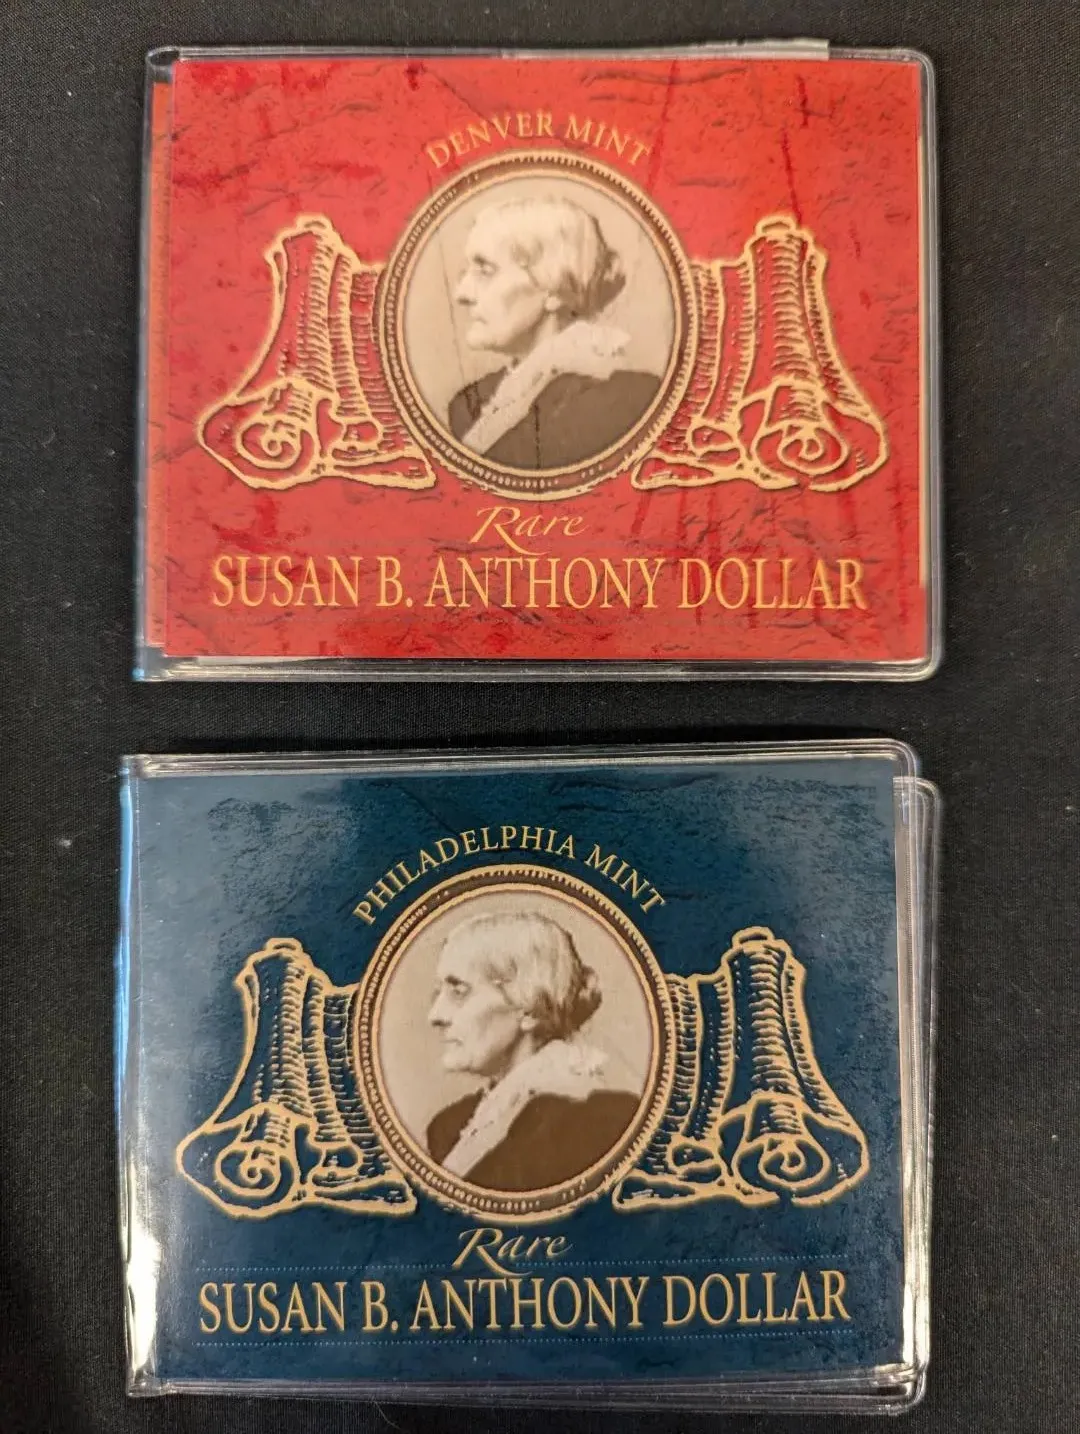 DENVER MINT
Rare
SUSAN B. ANTHONY DOLLAR
PHILADELPHIA MINT
Rare
SUSAN B. ANTHONY DOLLAR